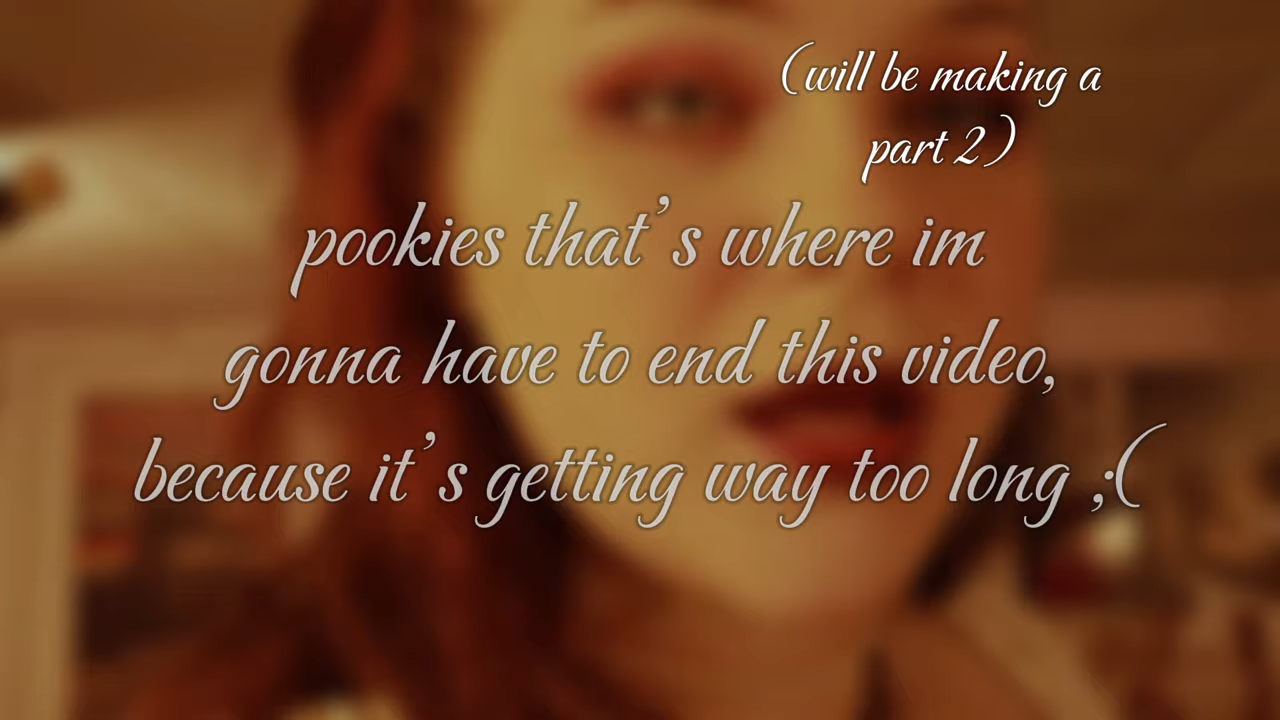 (will be making a
part 2)
pookies that's where im
gonna have to end this video,
because it's getting way too long ;(